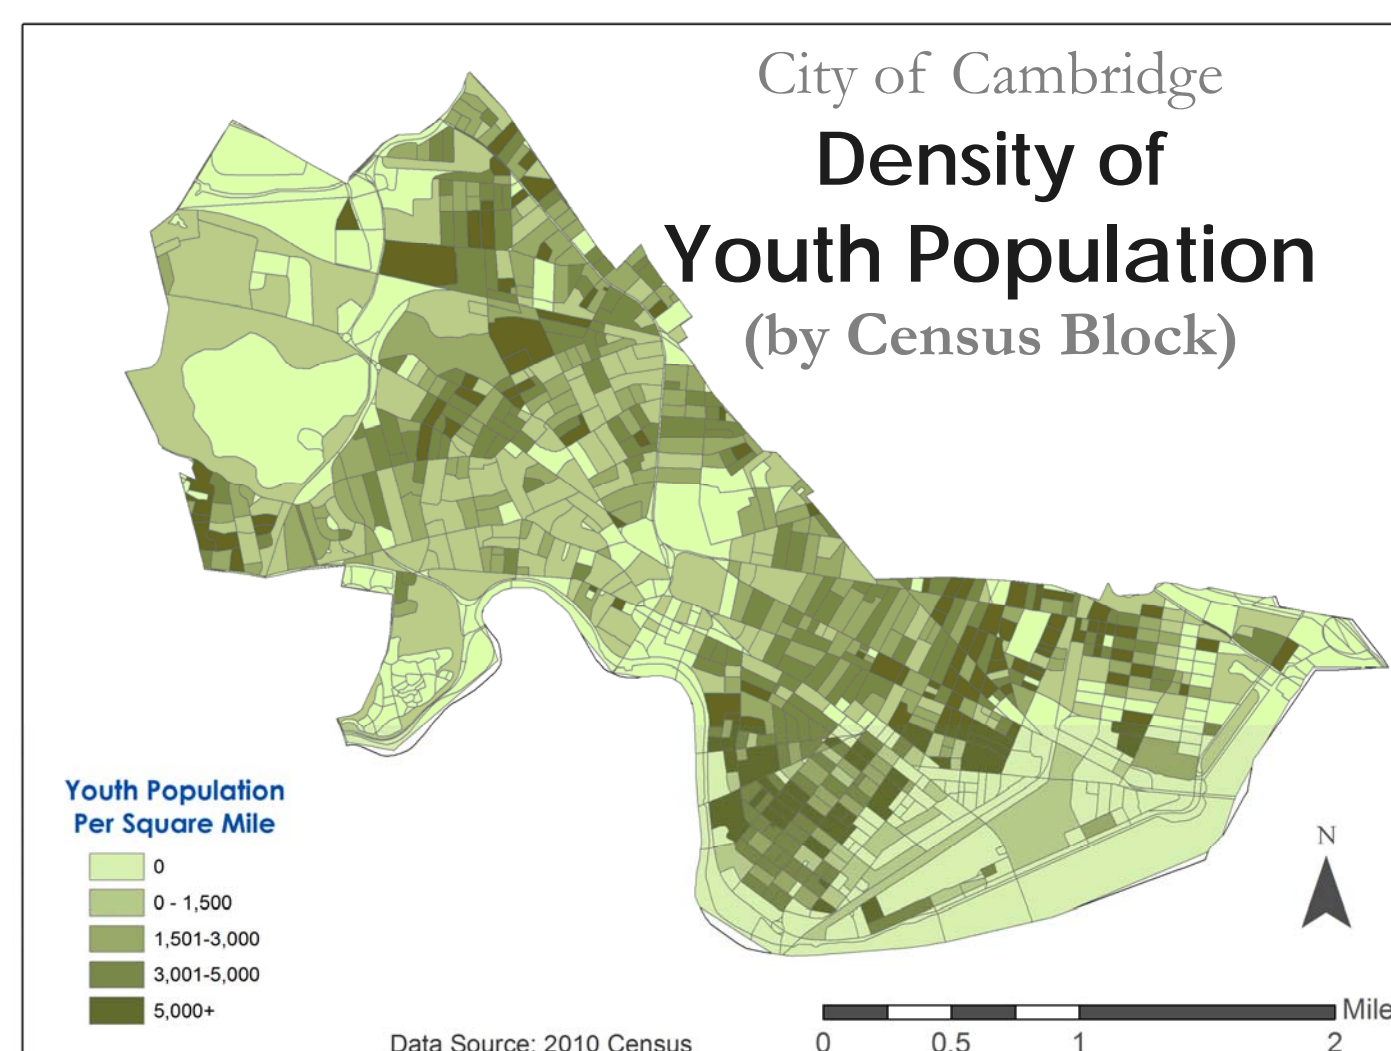 City of Cambridge
Density of
Youth Population
(by Census Block)
Youth Population
Per Square Mile
0
0 - 1,500
1,501-3,000
3,001-5,000
5,000+
N
Mile
0 0.5 1 2
Data Source: 2010 Census